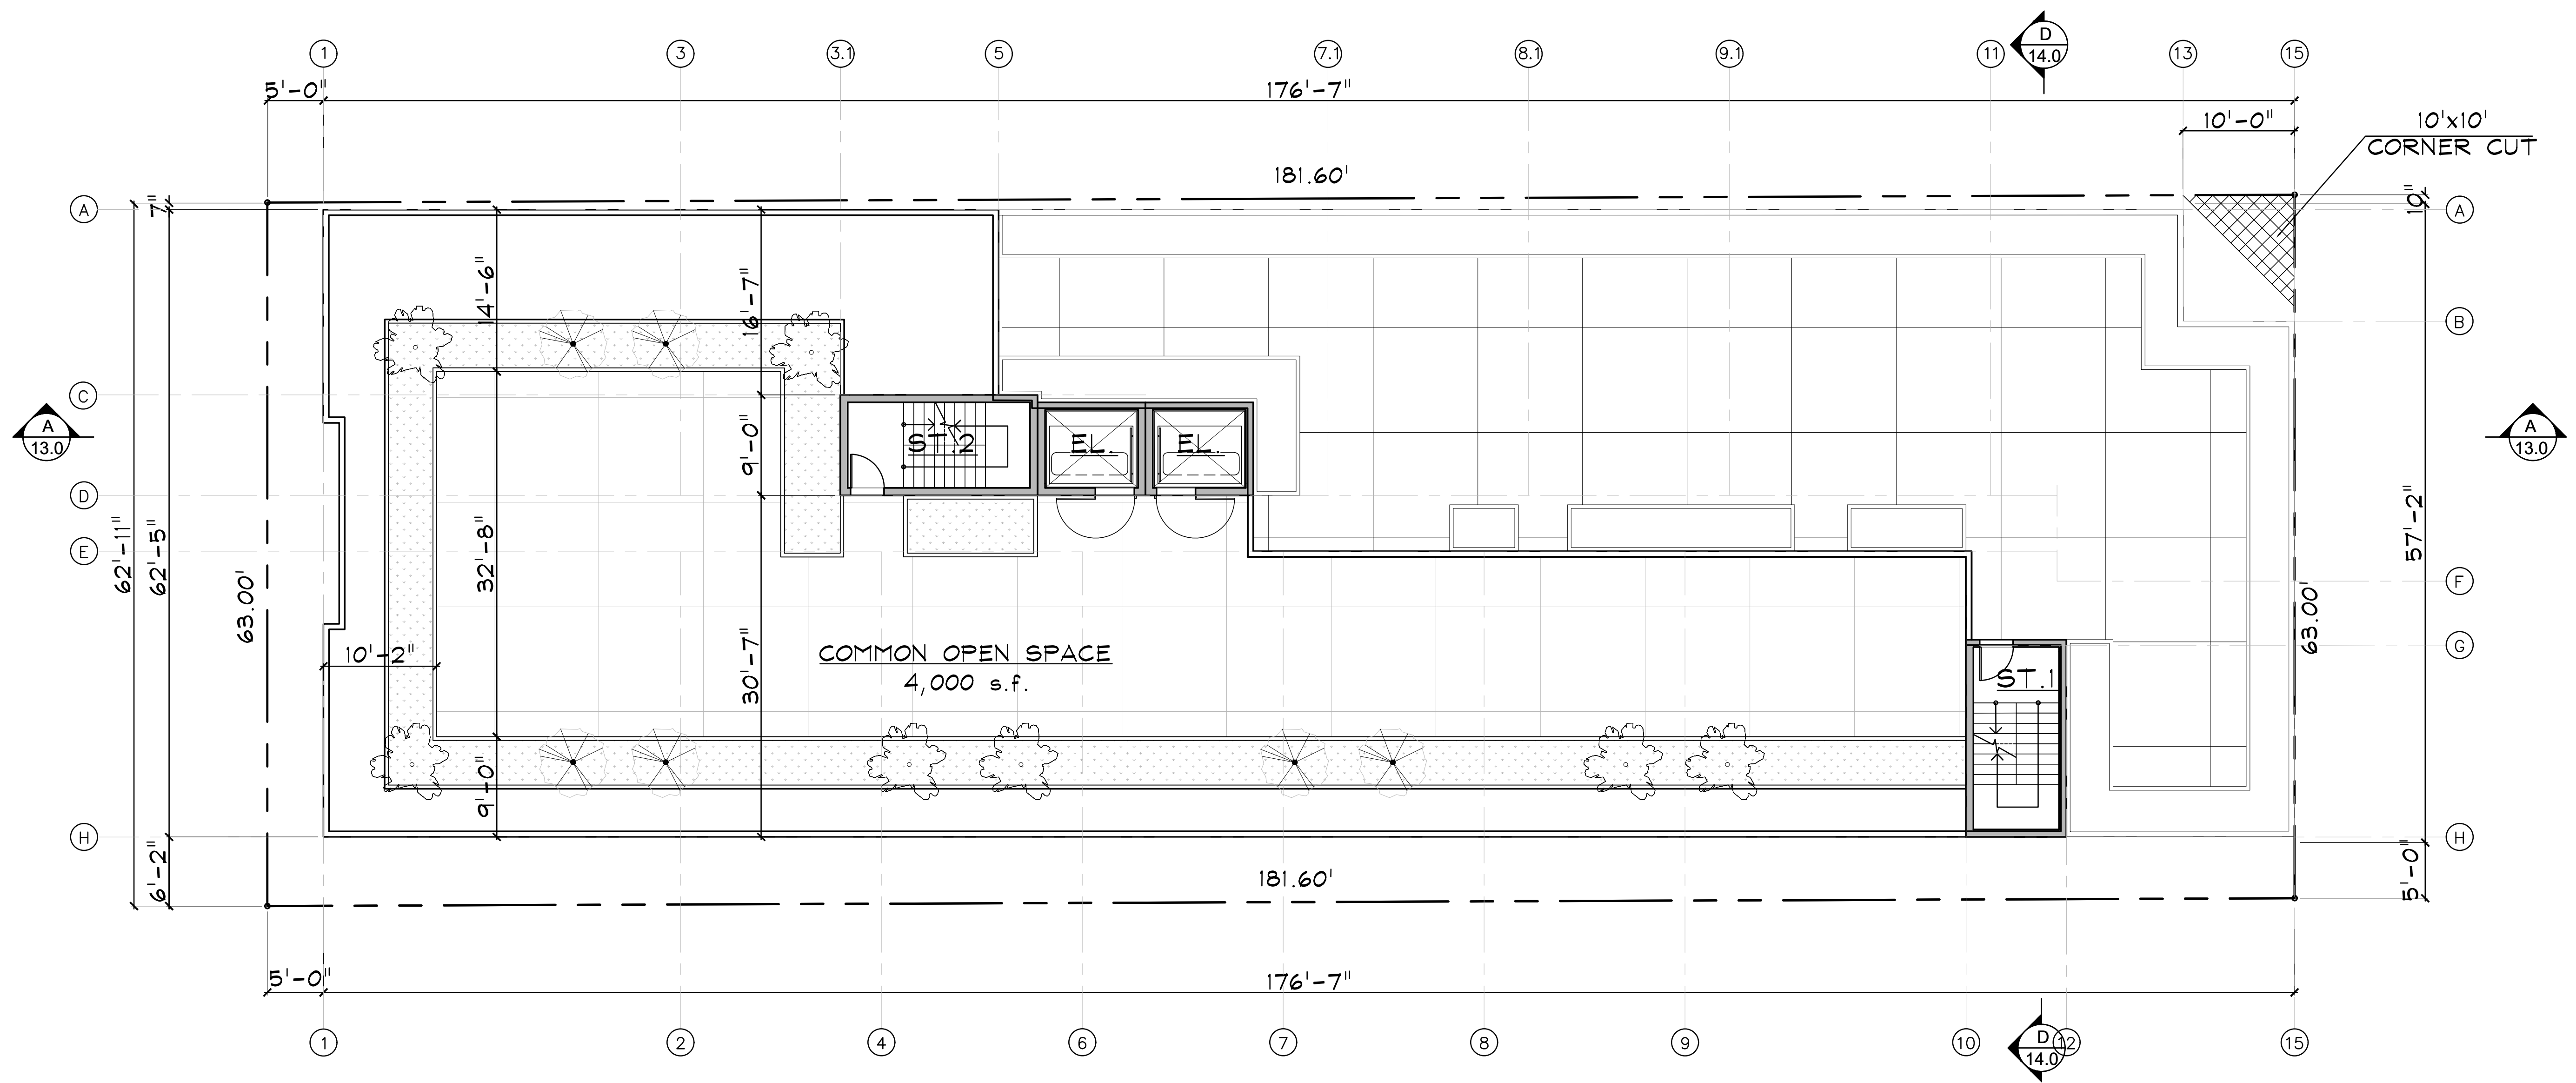 1 3 3.1 5 7.1 8.1 9.1 11 D 13 15
14.0
5'-0" 176'-7"
10'-0" 10'x10'
CORNER CUT
181.60'
7" 10"
A A
14'-6" 16'-7"
B
C
A A
13.0 13.0
9'-0" ST.2 EL. EL.
D
62'-11" 62'-5" 32'-8" 57'-2"
E
63.00' F
63.00'
10'-2" 30'-7" COMMON OPEN SPACE G
4,000 s.f. ST.1
9'-0"
H H
6'-2" 5'-0"
181.60'
5'-0" 176'-7"
1 2 4 6 7 8 9 10 D 12 15
14.0